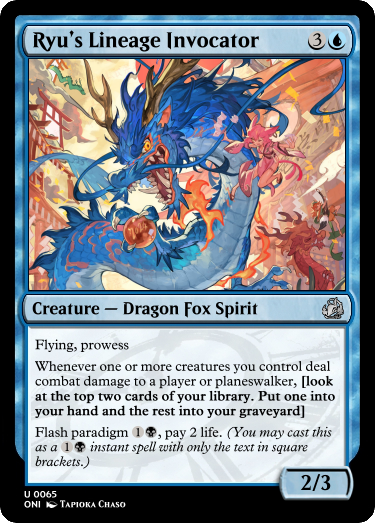 Ryu's Lineage Invocator 3
Creature — Dragon Fox Spirit
Flying, prowess
Whenever one or more creatures you control deal
combat damage to a player or planeswalker, [look
at the top two cards of your library. Put one into
your hand and the rest into your graveyard]
Flash paradigm 1, pay 2 life. (You may cast this
as a 1 instant spell with only the text in square
brackets.)
2/3
U 0065
ONI Tapioka Chaso